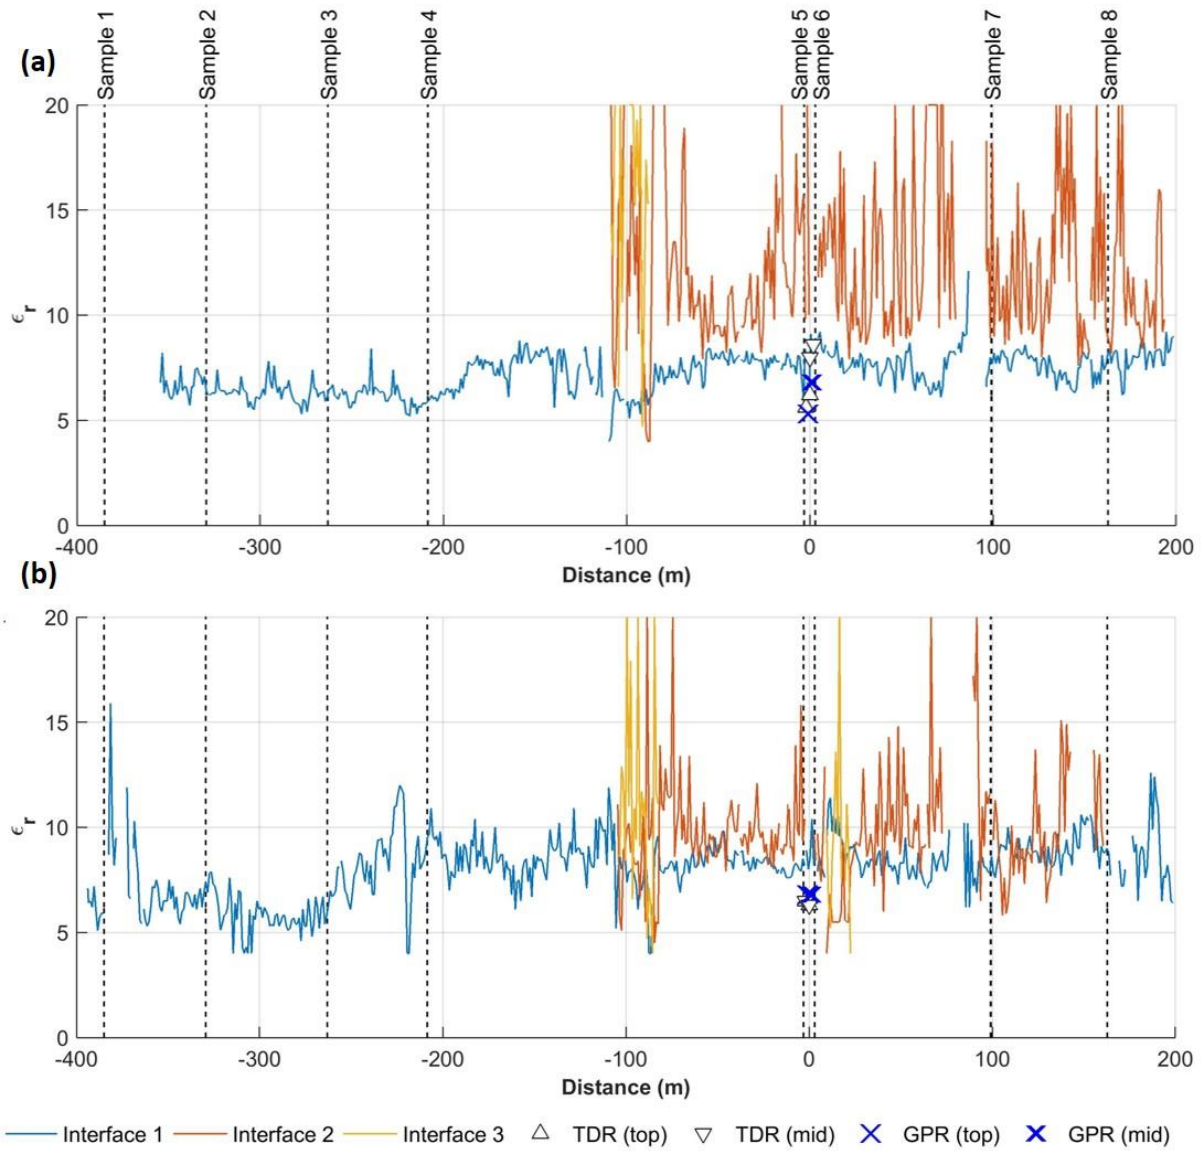 Sample 1
Sample 2
Sample 3
Sample 4
Sample 5
Sample 6
Sample 7
Sample 8
(a)
20
15
10
5
0
ϵr
-400 -300 -200 -100 0 100 200
Distance (m)
(b)
20
15
10
5
0
ϵr
-400 -300 -200 -100 0 100 200
Distance (m)
Interface 1 Interface 2 Interface 3 TDR (top) TDR (mid) GPR (top) GPR (mid)